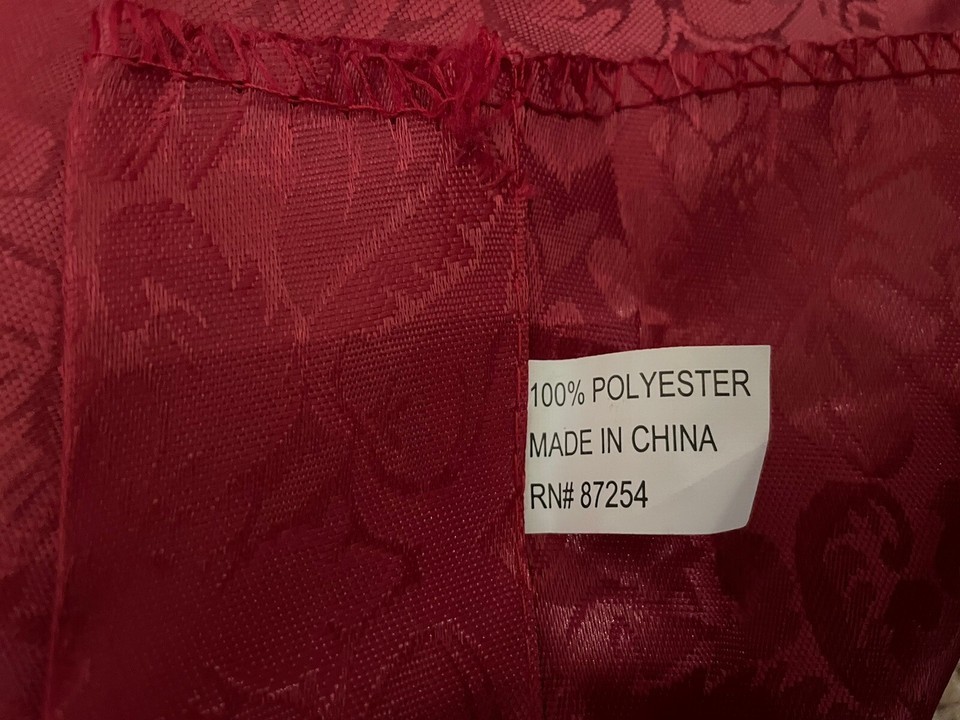 100% POLYESTER
MADE IN CHINA
RN# 87254